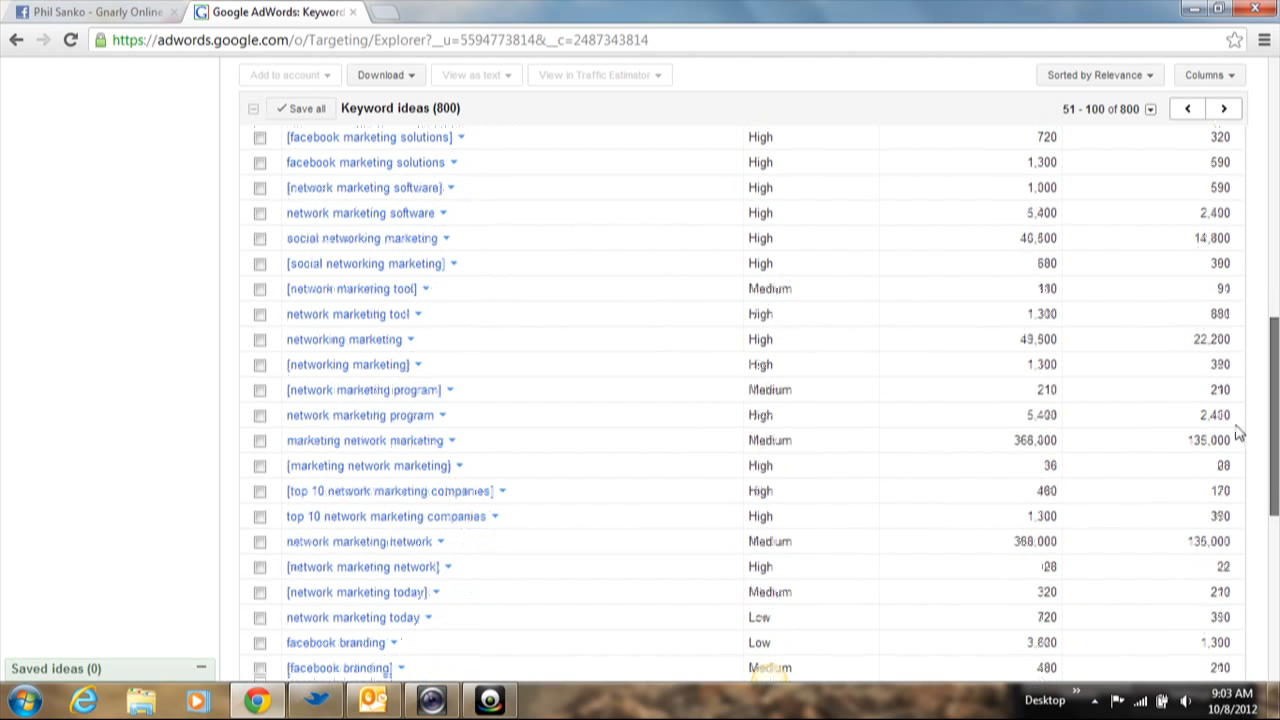 Phil Sanko - Gnarly Online
Google AdWords: Keyword
https://adwords.google.com/o/Targeting/Explorer?__u=5594773814&__c=2487343814
Add to account Download View as text View in Traffic Estimator Sorted by Relevance Columns
Save all Keyword ideas (800) 51 - 100 of 800
[facebook marketing solutions] High 720 320
facebook marketing solutions High 1,300 590
[network marketing software] High 1,000 590
network marketing software High 5,400 2,400
social networking marketing High 40,500 14,800
[social networking marketing] High 390
[network marketing tool] Medium
network marketing tool High 1,300
networking marketing High 49,500 22,200
[networking marketing] High 1,300 390
[network marketing program] Medium 210 210
network marketing program High 5,400 2,400
marketing network marketing Medium 368,000 135,000
[marketing network marketing] High 36
[top 10 network marketing companies] High 170
top 10 network marketing companies High 1,300 390
network marketing network Medium 368,000 135,000
[network marketing network] High 22
[network marketing today] Medium 320 210
network marketing today Low 720 390
facebook branding Low 3,600 1,300
[facebook branding] Medium 480 210
Saved ideas (0)
Desktop
9:03 AM
10/8/2012